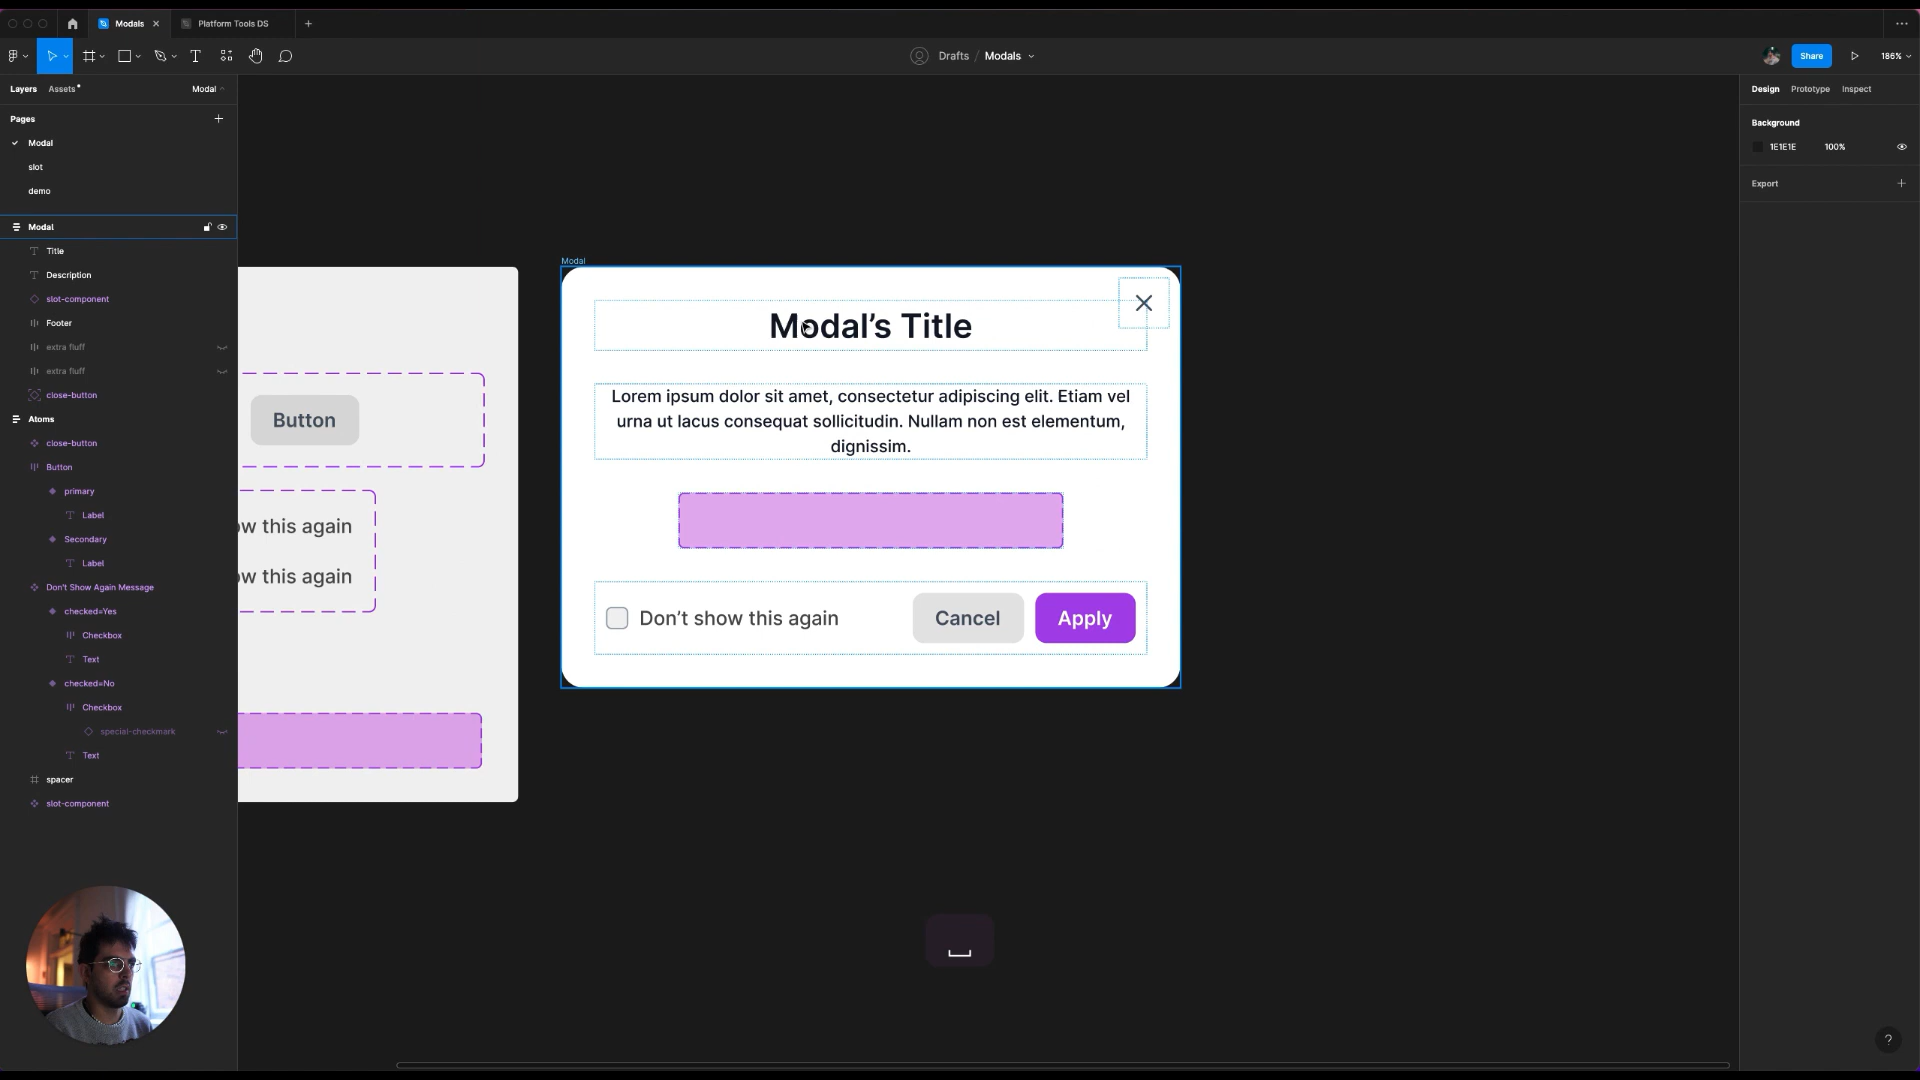 Modals
Platform Tools DS
Drafts / Modals
Share
186%
Layers
Assets
Modal
Design
Prototype
Inspect
Pages
Background
Modal
1E1E1E
100%
slot
Export
demo
Modal
Title
Description
slot-component
Footer
extra fluff
extra fluff
close-button
Atoms
close-button
Button
primary
Label
Secondary
Label
Don't Show Again Message
checked=Yes
Checkbox
Text
checked=No
Checkbox
special-checkmark
Text
spacer
slot-component
Button
ow this again
ow this again
Modal
Modal’s Title
Lorem ipsum dolor sit amet, consectetur adipiscing elit. Etiam vel
urna ut lacus consequat sollicitudin. Nullam non est elementum,
dignissim.
Don’t show this again
Cancel
Apply
?